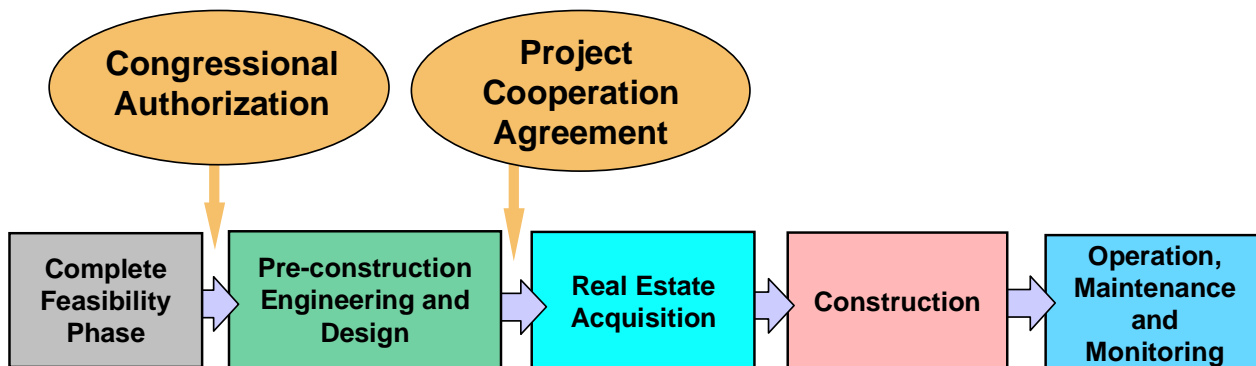 Congressional
Authorization
Project
Cooperation
Agreement
Complete
Feasibility
Phase
Pre-construction
Engineering and
Design
Real Estate
Acquisition
Construction
Operation,
Maintenance
and
Monitoring